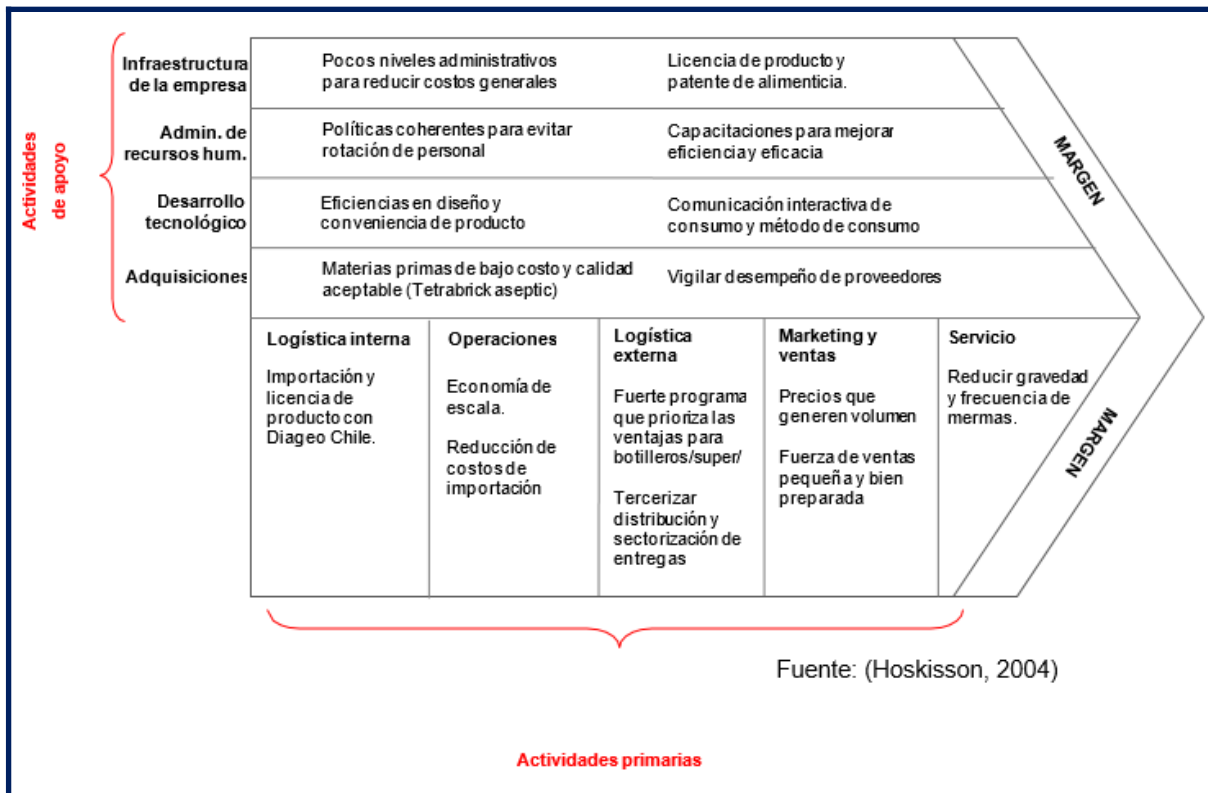 Actividades
de apoyo
Infraestructura
de la empresa
Pocos niveles administrativos
para reducir costos generales
Licencia de producto y
patente de alimenticia.
Admin. de
recursos hum.
Políticas coherentes para evitar
rotación de personal
Capacitaciones para mejorar
eficiencia y eficacia
Desarrollo
tecnológico
Eficiencias en diseño y
conveniencia de producto
Comunicación interactiva de
consumo y método de consumo
Adquisiciones
Materias primas de bajo costo y calidad
aceptable (Tetrabrick aseptic)
Vigilar desempeño de proveedores
MARGEN
Logística interna
Importación y
licencia de
producto con
Diageo Chile.
Operaciones
Economía de
escala.
Reducción de
costos de
importación
Logística
externa
Fuerte programa
que prioriza las
ventajas para
botilleros/super/
Tercerizar
distribución y
sectorización de
entregas
Marketing y
ventas
Precios que
generen volumen
Fuerza de ventas
pequeña y bien
preparada
Servicio
Reducir gravedad
y frecuencia de
mermas.
MARGEN
Fuente: (Hoskisson, 2004)
Actividades primarias